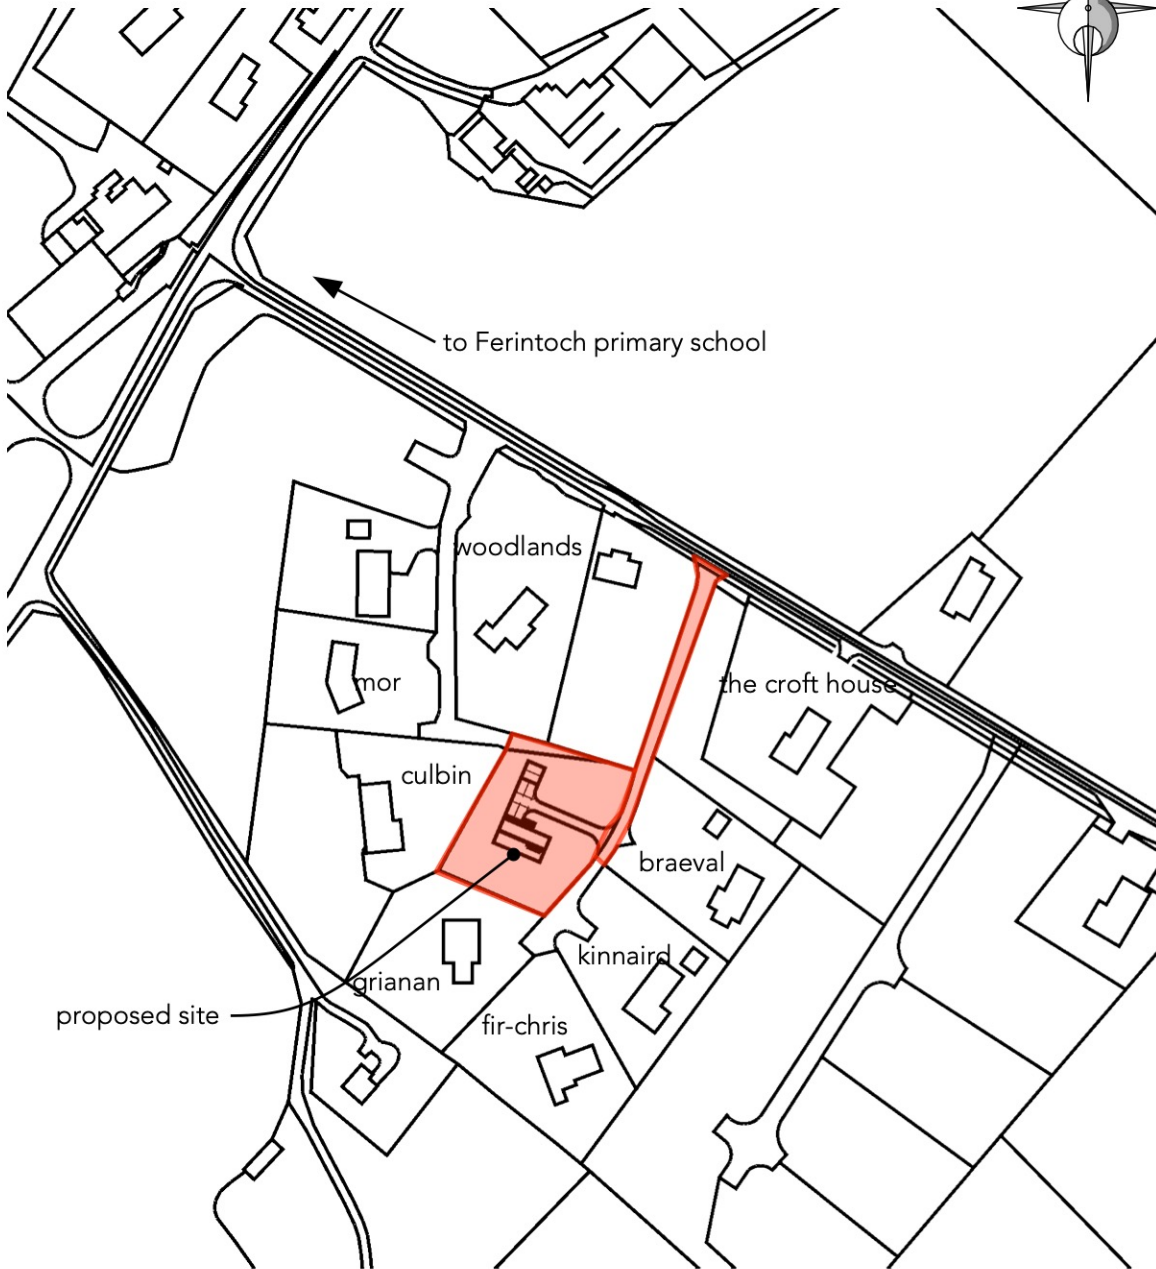 to Ferintoch primary school
woodlands
mor
the croft house
culbin
braeval
kinnaird
grianan
proposed site
fir-chris